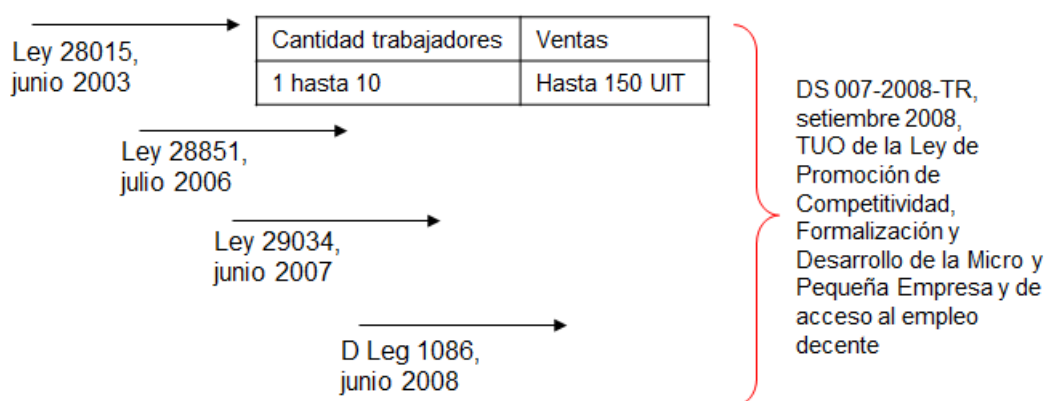 Ley 28015,
junio 2003
Cantidad trabajadores Ventas
1 hasta 10 Hasta 150 UIT
Ley 28851,
julio 2006
Ley 29034,
junio 2007
D Leg 1086,
junio 2008
DS 007-2008-TR,
setiembre 2008,
TUO de la Ley de
Promoción de
Competitividad,
Formalización y
Desarrollo de la Micro y
Pequeña Empresa y de
acceso al empleo
decente